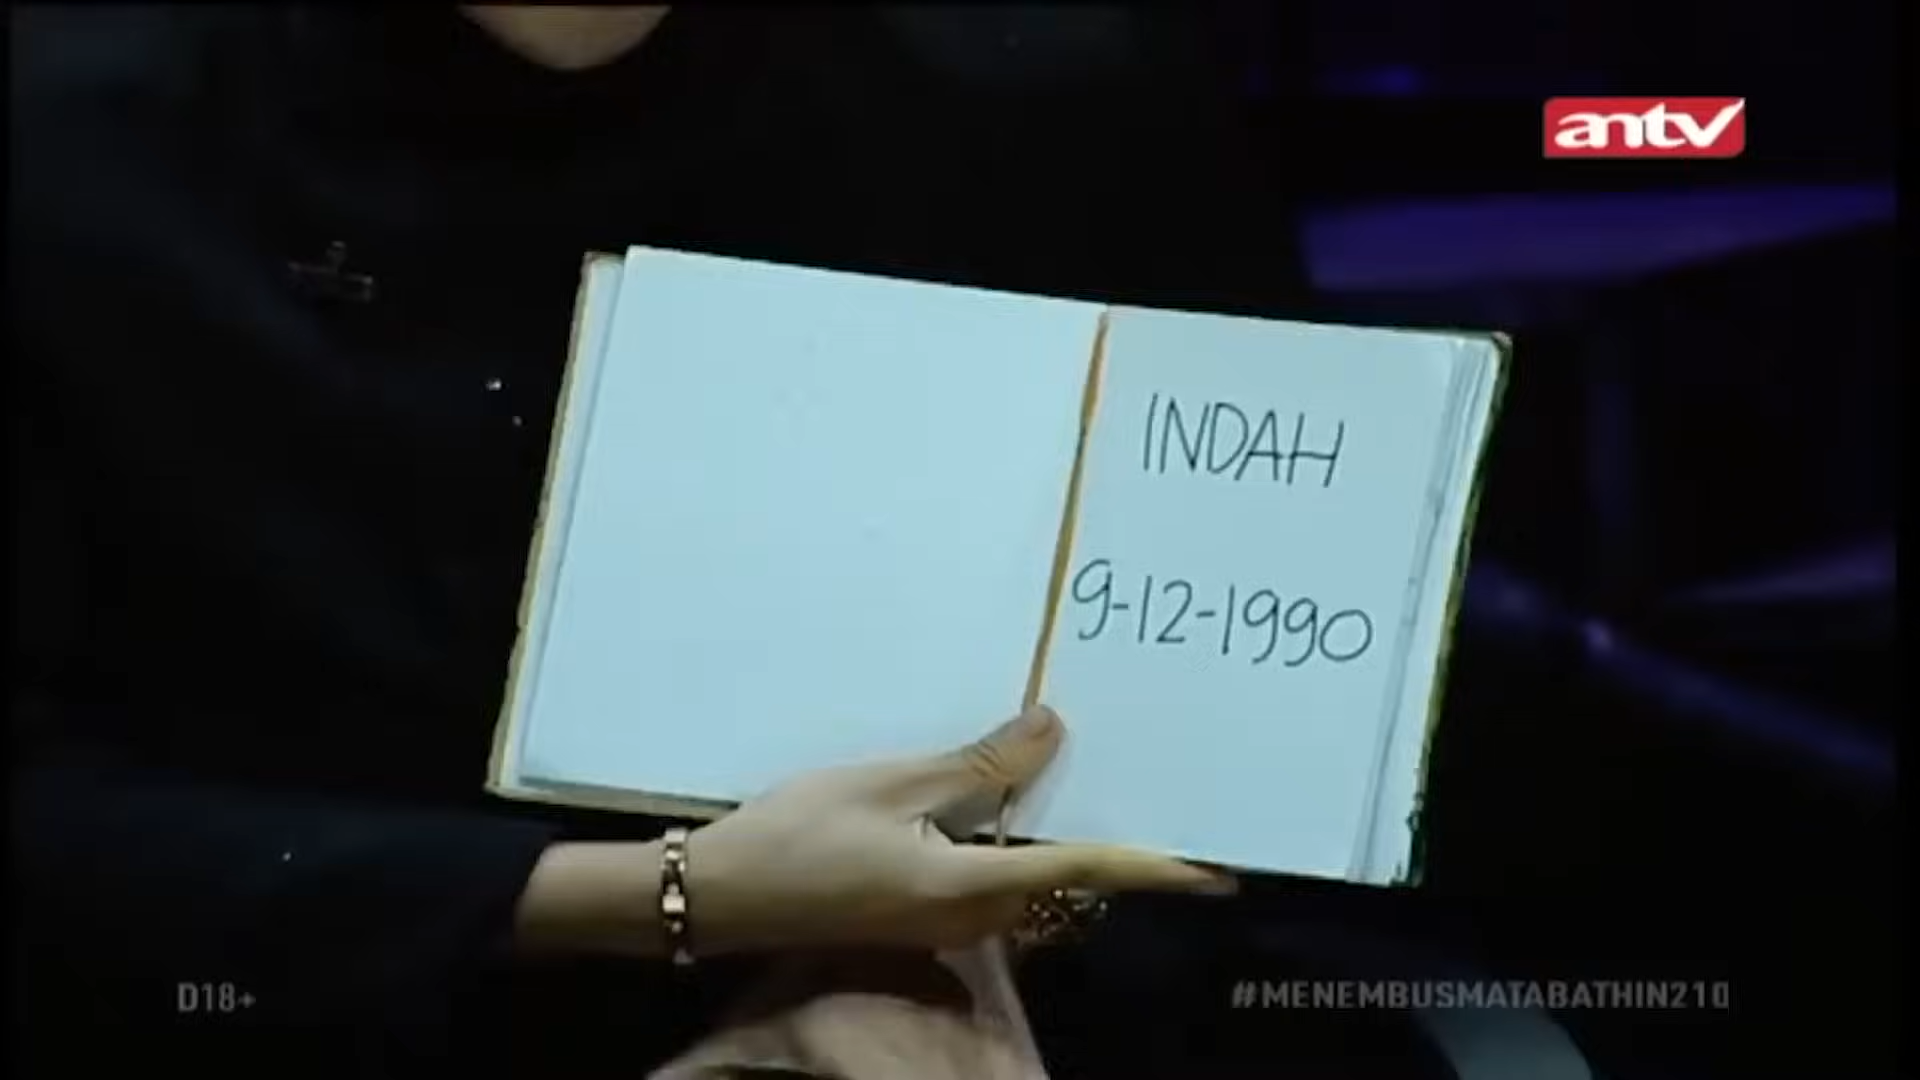 antv
INDAH
9-12-1990
D18+
#MENEMBUSMATABATHIN210